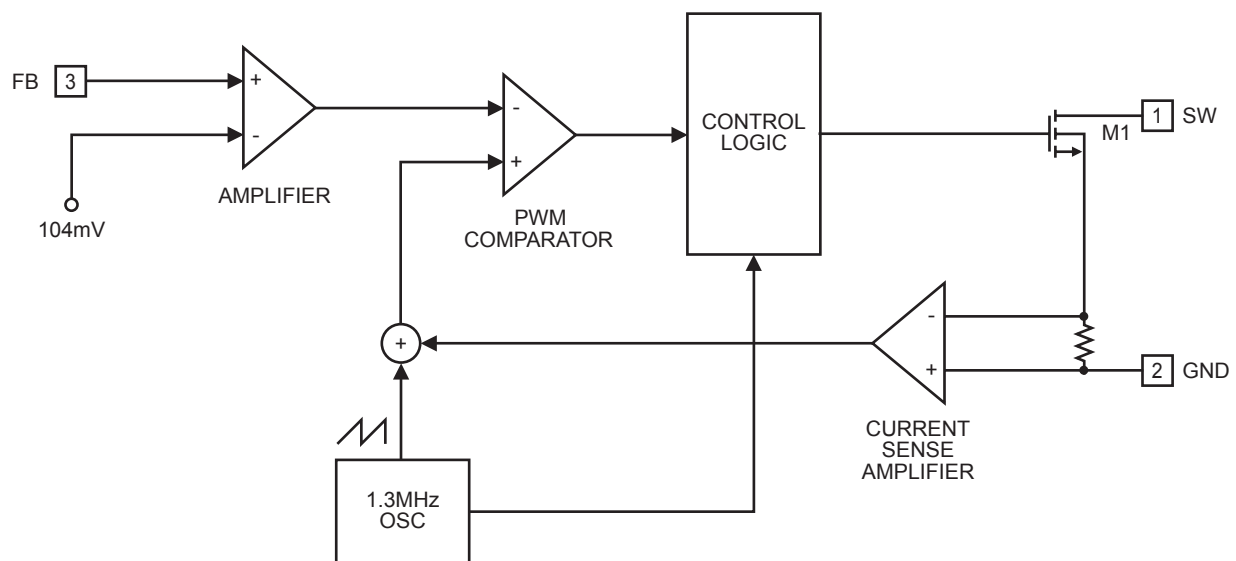 FB 3
+
-
104mV
AMPLIFIER
-
+
PWM
COMPARATOR
CONTROL
LOGIC
M1
1 SW
+
-
+
2 GND
CURRENT
SENSE
AMPLIFIER
1.3MHz
OSC